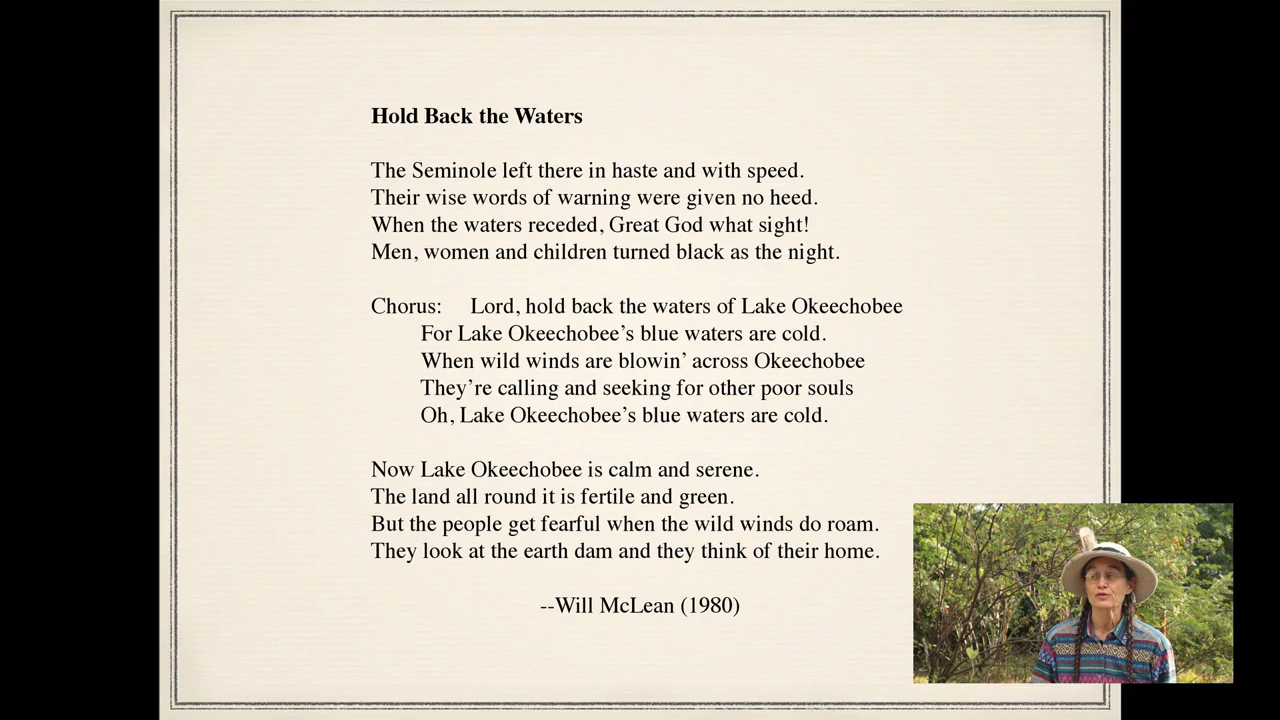 Hold Back the Waters
The Seminole left there in haste and with speed.
Their wise words of warning were given no heed.
When the waters receded, Great God what sight!
Men, women and children turned black as the night.
Chorus: Lord, hold back the waters of Lake Okeechobee
For Lake Okeechobee’s blue waters are cold.
When wild winds are blowin’ across Okeechobee
They’re calling and seeking for other poor souls
Oh, Lake Okeechobee’s blue waters are cold.
Now Lake Okeechobee is calm and serene.
The land all round it is fertile and green.
But the people get fearful when the wild winds do roam.
They look at the earth dam and they think of their home.
--Will McLean (1980)